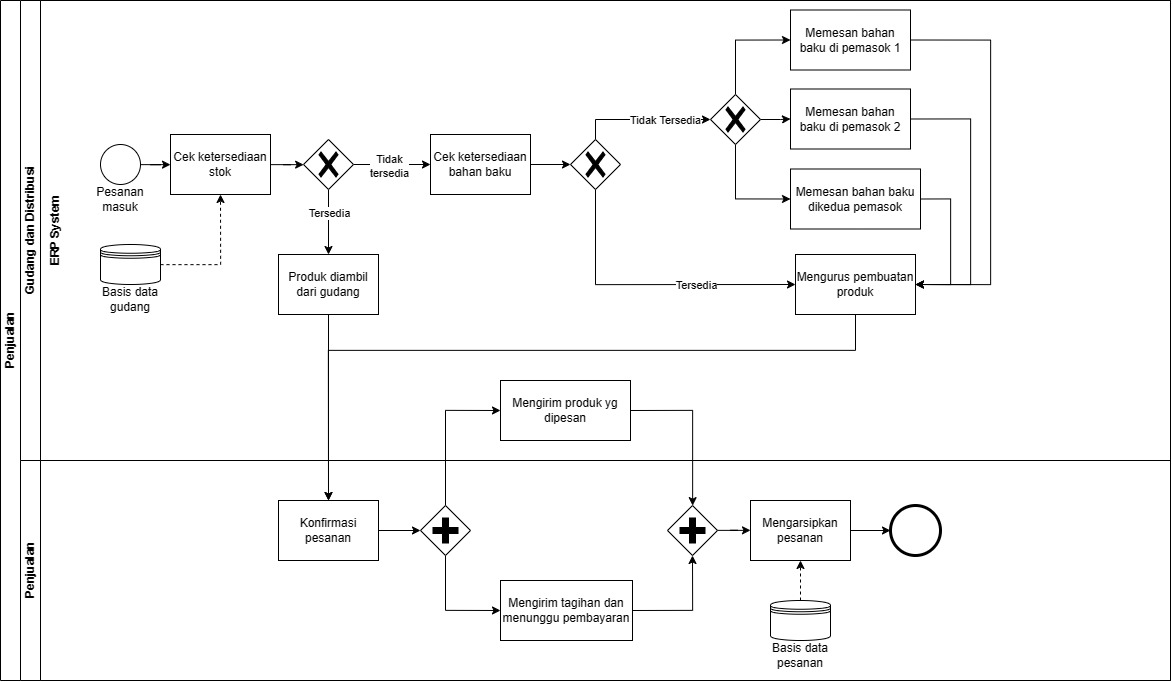 Penjualan
Gudang dan Distribusi
ERP System
Pesanan
masuk
Cek ketersediaan
stok
Basis data
gudang
Tidak
tersedia
Tersedia
Produk diambil
dari gudang
Cek ketersediaan
bahan baku
Tidak Tersedia
Tersedia
Memesan bahan
baku di pemasok 1
Memesan bahan
baku di pemasok 2
Memesan bahan baku
dikedua pemasok
Mengurus pembuatan
produk
Mengirim produk yg
dipesan
Penjualan
Konfirmasi
pesanan
Mengirim tagihan dan
menunggu pembayaran
Mengarsipkan
pesanan
Basis data
pesanan